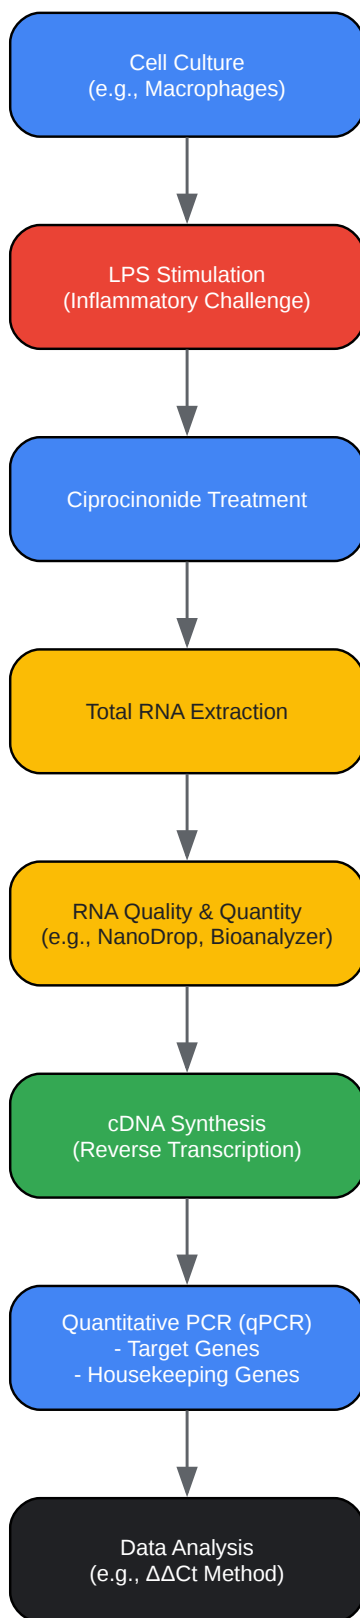 Cell Culture
(e.g., Macrophages)
LPS Stimulation
(Inflammatory Challenge)
Ciprocinonide Treatment
Total RNA Extraction
RNA Quality & Quantity
(e.g., NanoDrop, Bioanalyzer)
cDNA Synthesis
(Reverse Transcription)
Quantitative PCR (qPCR)
- Target Genes
- Housekeeping Genes
Data Analysis
(e.g., ΔΔCt Method)